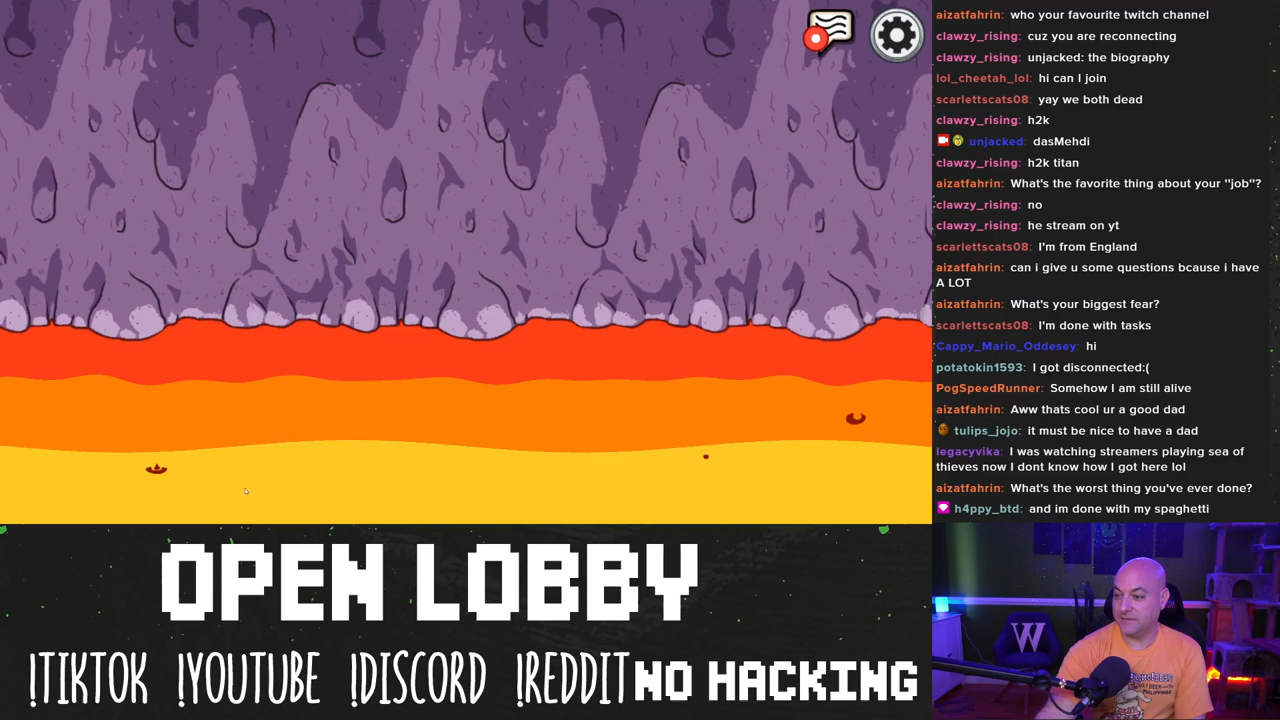 aizatfahrin: who your favourite twitch channel
clawzy_rising: cuz you are reconnecting
clawzy_rising: unjacked: the biography
lol_cheetah_lol: hi can I join
scarlettscats08: yay we both dead
clawzy_rising: h2k
unjacked: dasMehdi
clawzy_rising: h2k titan
aizatfahrin: What's the favorite thing about your "job"?
clawzy_rising: no
clawzy_rising: he stream on yt
scarlettscats08: I'm from England
aizatfahrin: can i give u some questions bcause i have
A LOT
aizatfahrin: What's your biggest fear?
scarlettscats08: I'm done with tasks
Cappy_Mario_Oddesey: hi
potatokin1593: I got disconnected:(
PogSpeedRunner: Somehow I am still alive
aizatfahrin: Aww thats cool ur a good dad
tulips_jojo: it must be nice to have a dad
legacyvika: I was watching streamers playing sea of
thieves now I dont know how I got here lol
aizatfahrin: What's the worst thing you've ever done?
h4ppy_btd: and im done with my spaghetti
OPEN LOBBY
!TIKTOK !YOUTUBE !DISCORD !REDDIT
NO HACKING
W